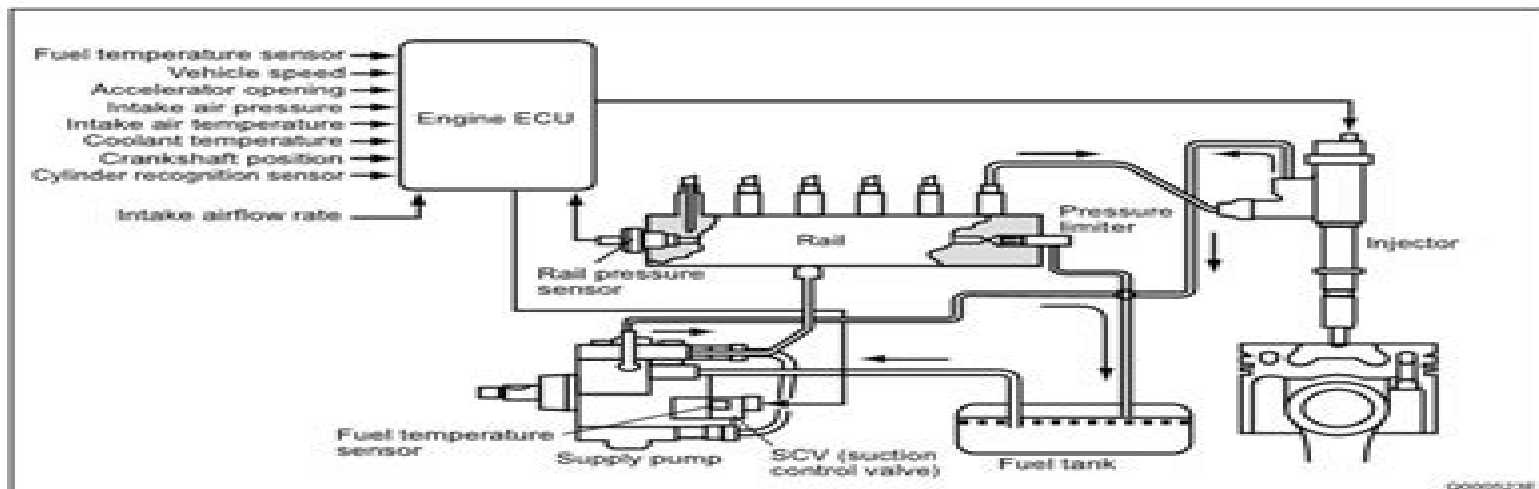 Fuel temperature sensor
Vehicle speed
Accelerator opening
Intake air pressure
Intake air temperature
Coolant temperature
Crankshaft position
Cylinder recognition sensor
Intake airflow rate
Engine ECU
Rail
Pressure
limiter
Injector
Rail pressure
sensor
Fuel temperature
sensor
Supply pump
SCV (suction
control valve)
Fuel tank